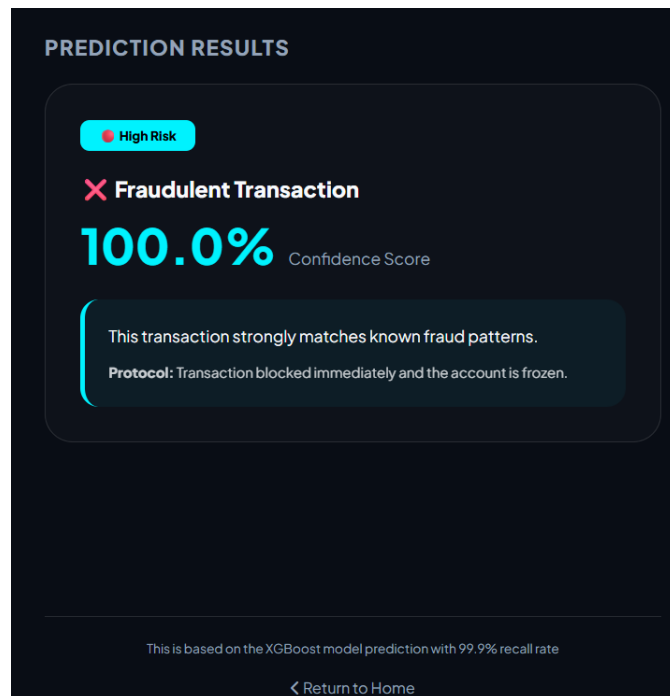 PREDICTION RESULTS
High Risk
Fraudulent Transaction
100.0% Confidence Score
This transaction strongly matches known fraud patterns.
Protocol: Transaction blocked immediately and the account is frozen.
This is based on the XGBoost model prediction with 99.9% recall rate
Return to Home